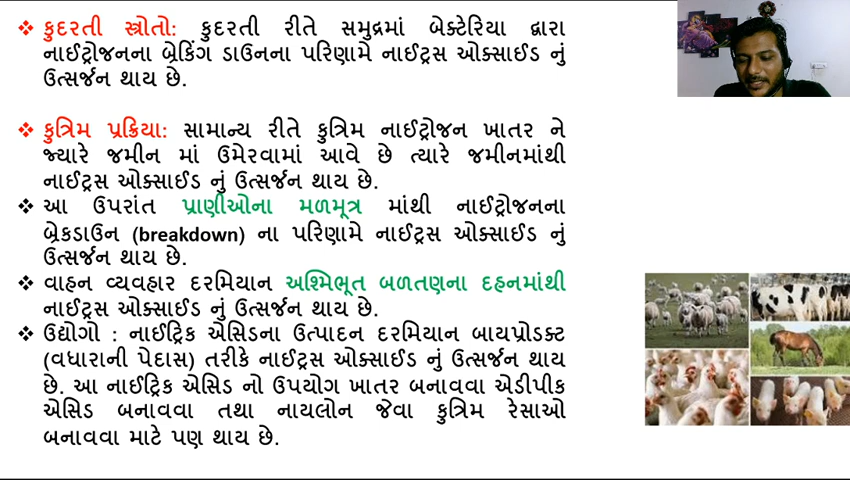 ❖ કુદરતી સ્ત્રોતો: કુદરતી રીતે સમુદ્રમાં બેક્ટેરિયા દ્વારા
નાઈટ્રોજનના બ્રેકિંગ ડાઉનના પરિણામે નાઈટ્રસ ઓક્સાઈડ નું
ઉત્સર્જન થાય છે.
❖ કુત્રિમ પ્રક્રિયા: સામાન્ય રીતે કુત્રિમ નાઈટ્રોજન ખાતર ને
જ્યારે જમીન માં ઉમેરવામાં આવે છે ત્યારે જમીનમાંથી
નાઈટ્રસ ઓક્સાઈડ નું ઉત્સર્જન થાય છે.
❖ આ ઉપરાંત પ્રાણીઓના મળમૂત્ર માંથી નાઈટ્રોજનના
બ્રેકડાઉન (breakdown) ના પરિણામે નાઈટ્રસ ઓક્સાઈડ નું
ઉત્સર્જન થાય છે.
❖ વાહન વ્યવહાર દરમિયાન અશ્મિભૂત બળતણના દહનમાંથી
નાઈટ્રસ ઓક્સાઈડ નું ઉત્સર્જન થાય છે.
❖ ઉદ્યોગો : નાઈટ્રિક એસિડના ઉત્પાદન દરમિયાન બાયપ્રોડક્ટ
(વધારાની પેદાસ) તરીકે નાઈટ્રસ ઓક્સાઈડ નું ઉત્સર્જન થાય
છે. આ નાઈટ્રિક એસિડ નો ઉપયોગ ખાતર બનાવવા એડીપીક
એસિડ બનાવવા તથા નાયલોન જેવા કુત્રિમ રેસાઓ
બનાવવા માટે પણ થાય છે.